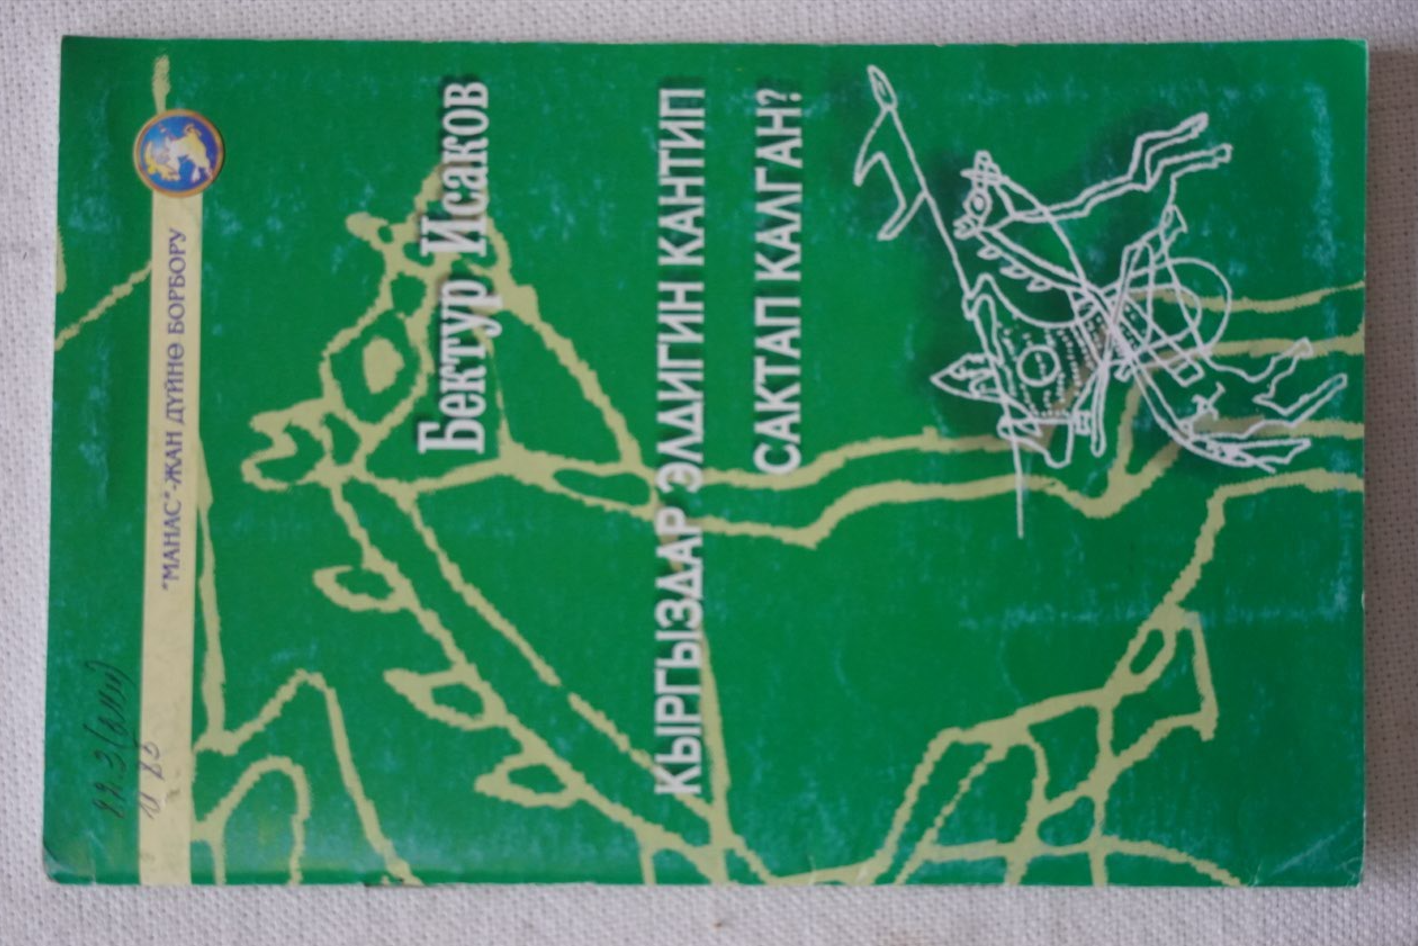 "МАНАС"-ЖАН ДҮЙНӨ БОРБОРУ
Бектур Исаков
КЫРГЫЗДАР ЭЛДИГИН КАНТИП
САКТАП КАЛГАН?